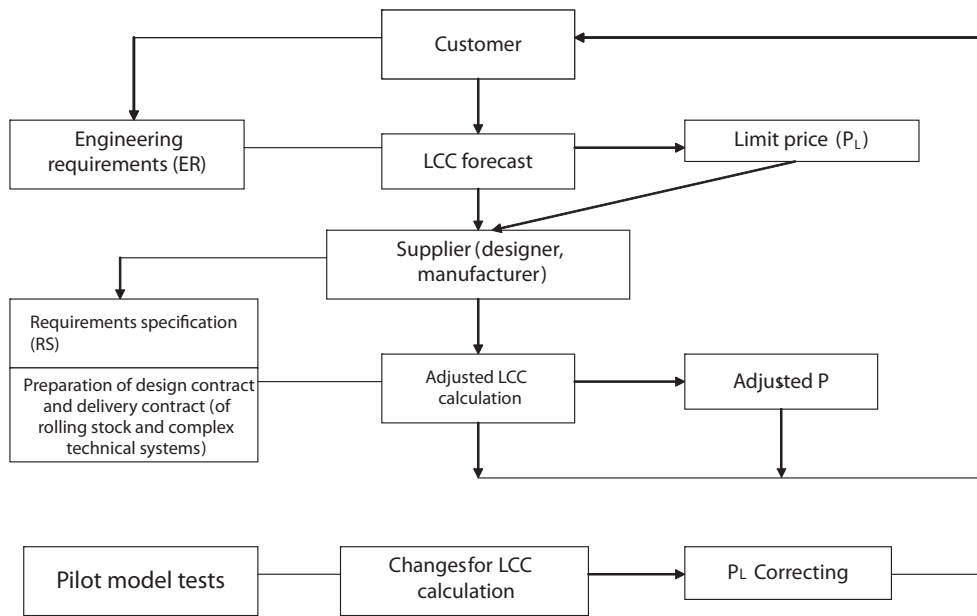 Customer
Engineering
requirements (ER)
LCC forecast
Limit price (PL)
Supplier (designer,
manufacturer)
Requirements specification
(RS)
Preparation of design contract
and delivery contract (of
rolling stock and complex
technical systems)
Adjusted LCC
calculation
Adjusted P
Pilot model tests
Changes for LCC
calculation
PL Correcting